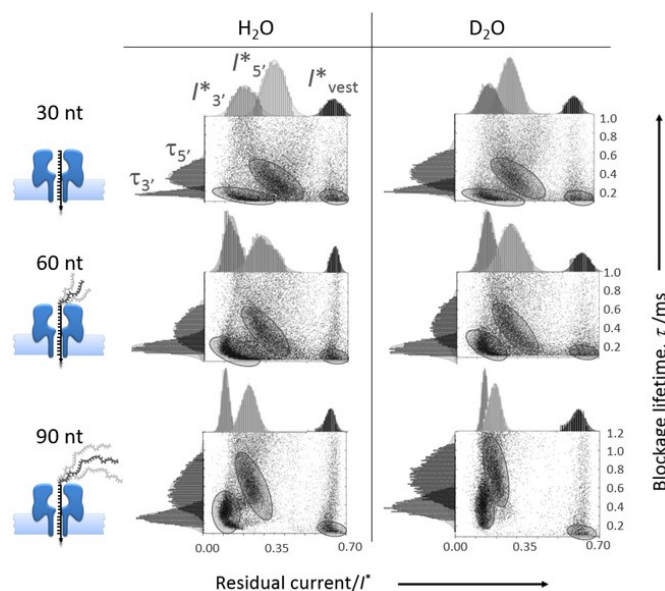 H₂O
D₂O
I*3’
I*5’
I*vest
30 nt
τ5’
τ3’
1.0
0.8
0.6
0.4
0.2
60 nt
1.0
0.8
0.6
0.4
0.2
90 nt
1.2
1.0
0.8
0.6
0.4
0.2
0.00
0.35
0.70
0.00
0.35
0.70
Blockage lifetime, τ /ms
Residual current/I*